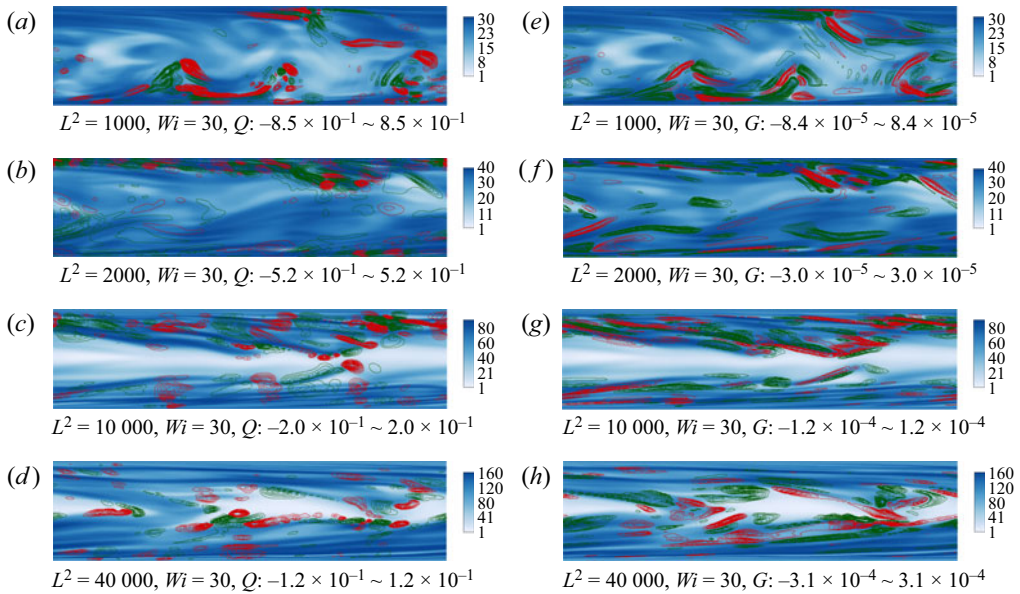 (a)
30
23
15
8
1
L² = 1000, Wi = 30, Q: –8.5 × 10⁻¹ ~ 8.5 × 10⁻¹
(e)
30
23
15
8
1
L² = 1000, Wi = 30, G: –8.4 × 10⁻⁵ ~ 8.4 × 10⁻⁵
(b)
40
30
20
11
1
L² = 2000, Wi = 30, Q: –5.2 × 10⁻¹ ~ 5.2 × 10⁻¹
(f)
40
30
20
11
1
L² = 2000, Wi = 30, G: –3.0 × 10⁻⁵ ~ 3.0 × 10⁻⁵
(c)
80
60
40
21
1
L² = 10 000, Wi = 30, Q: –2.0 × 10⁻¹ ~ 2.0 × 10⁻¹
(g)
80
60
40
21
1
L² = 10 000, Wi = 30, G: –1.2 × 10⁻⁴ ~ 1.2 × 10⁻⁴
(d)
160
120
80
41
1
L² = 40 000, Wi = 30, Q: –1.2 × 10⁻¹ ~ 1.2 × 10⁻¹
(h)
160
120
80
41
1
L² = 40 000, Wi = 30, G: –3.1 × 10⁻⁴ ~ 3.1 × 10⁻⁴